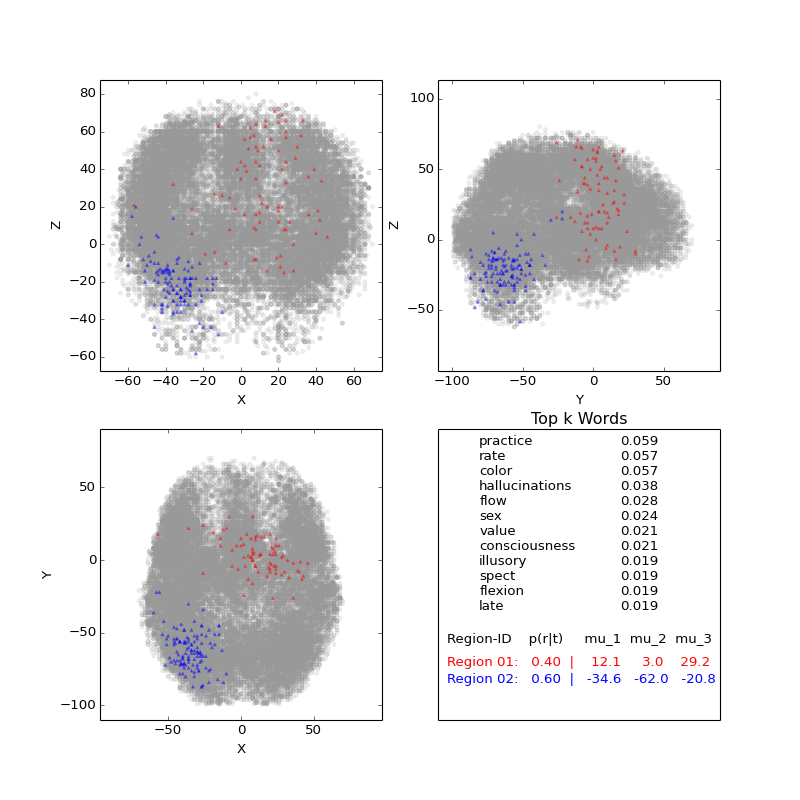 80
60
40
20
0
−20
−40
−60
Z
−60 −40 −20 0 20 40 60
X
100
50
0
−50
Z
−100 −50 0 50
Y
50
0
−50
−100
Y
−50 0 50
X
Top k Words
practice 0.059
rate 0.057
color 0.057
hallucinations 0.038
flow 0.028
sex 0.024
value 0.021
consciousness 0.021
illusory 0.019
spect 0.019
flexion 0.019
late 0.019
Region-ID p(r|t) mu_1 mu_2 mu_3
Region 01: 0.40 | 12.1 3.0 29.2
Region 02: 0.60 | -34.6 -62.0 -20.8